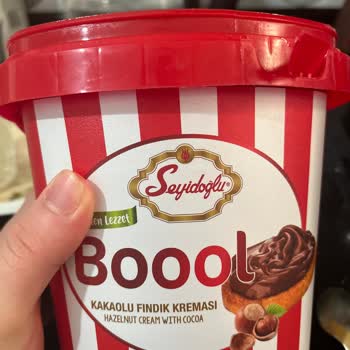 Seyidoğlu®
Lezzet
Boool
KAKAOLU FINDIK KREMASI
HAZELNUT CREAM WITH COCOA